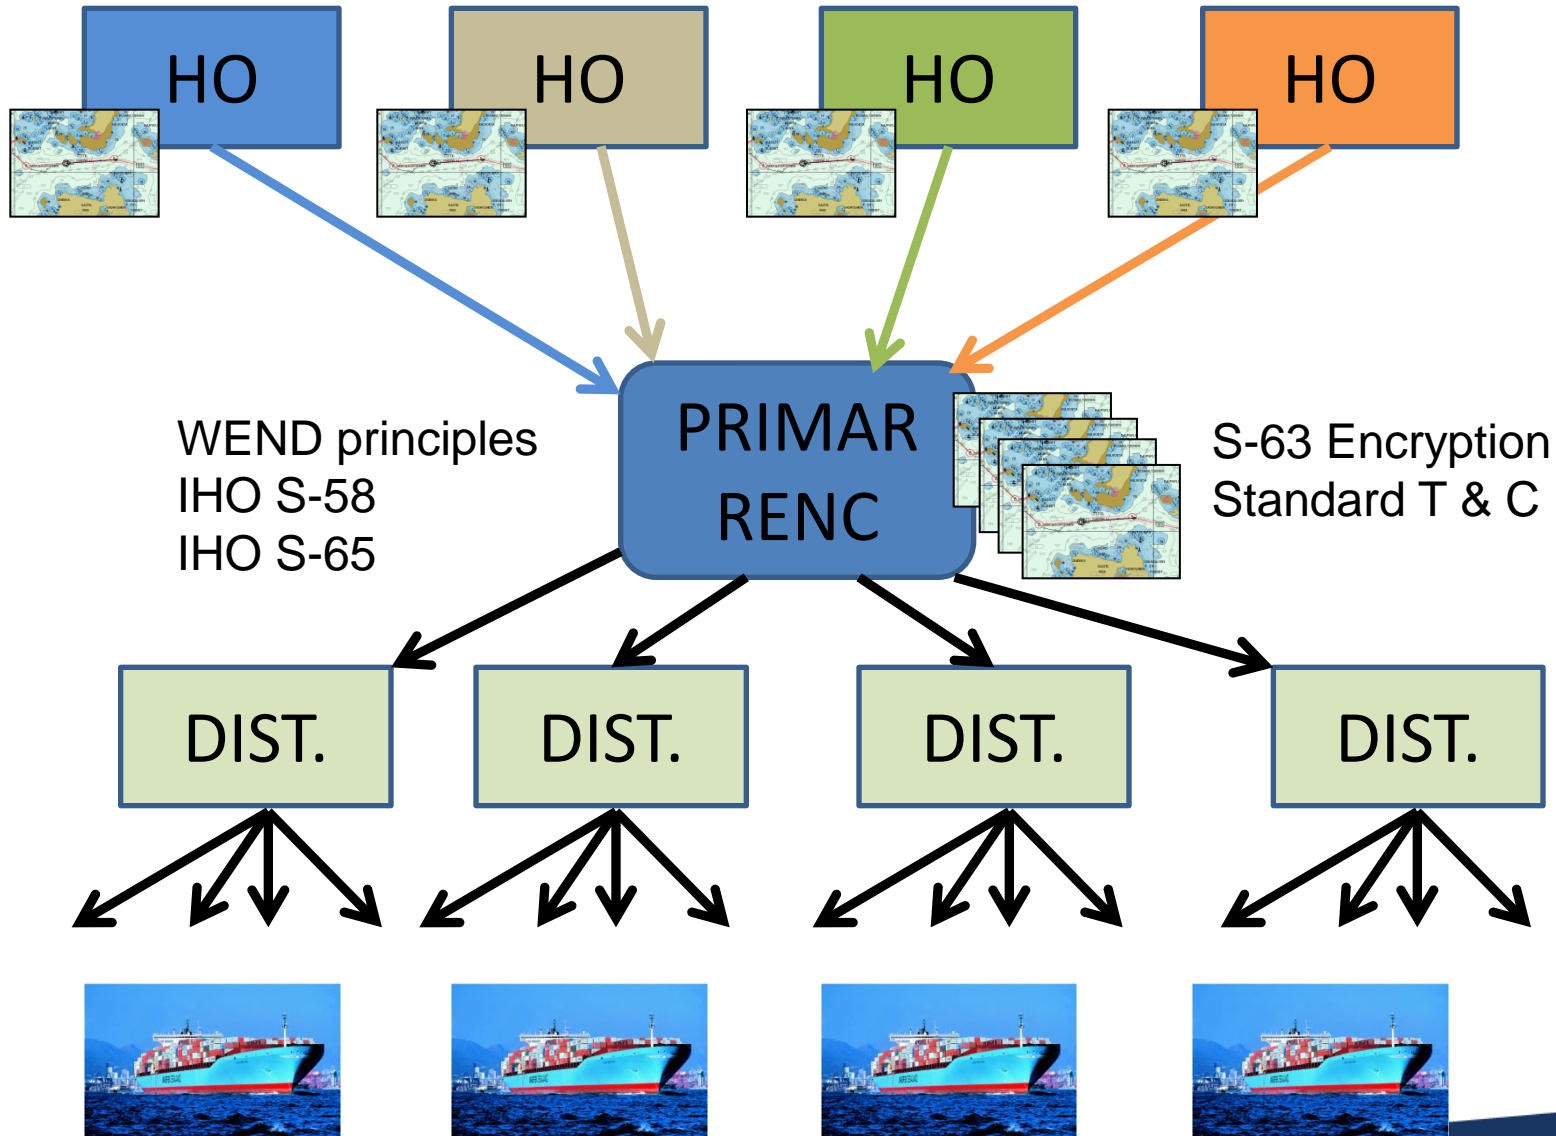 HO
HO
HO
HO
PRIMAR
RENC
WEND principles
IHO S-58
IHO S-65
S-63 Encryption
Standard T & C
DIST.
DIST.
DIST.
DIST.